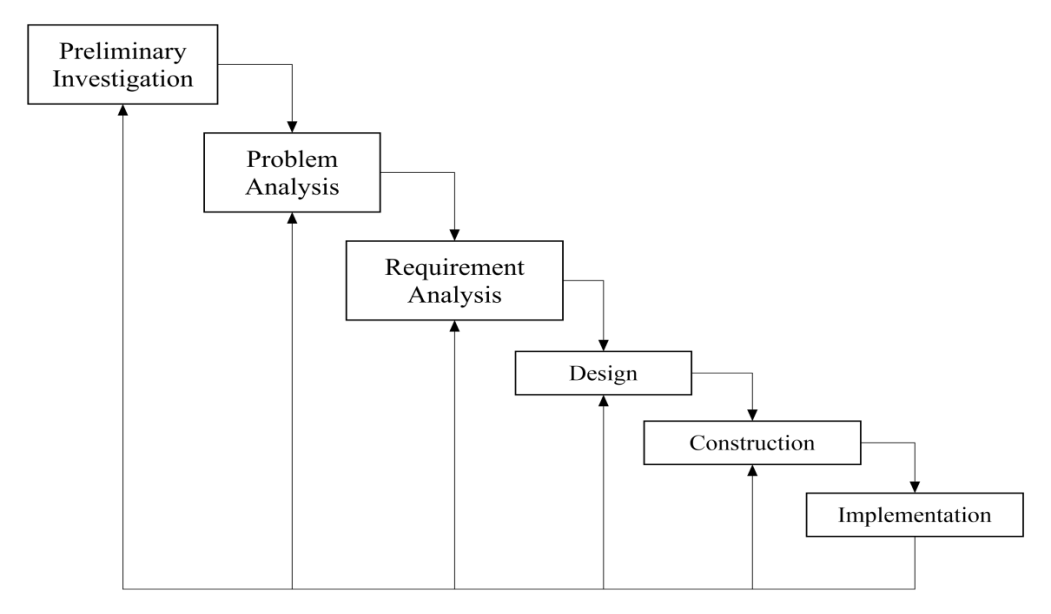 Preliminary
Investigation
Problem
Analysis
Requirement
Analysis
Design
Construction
Implementation